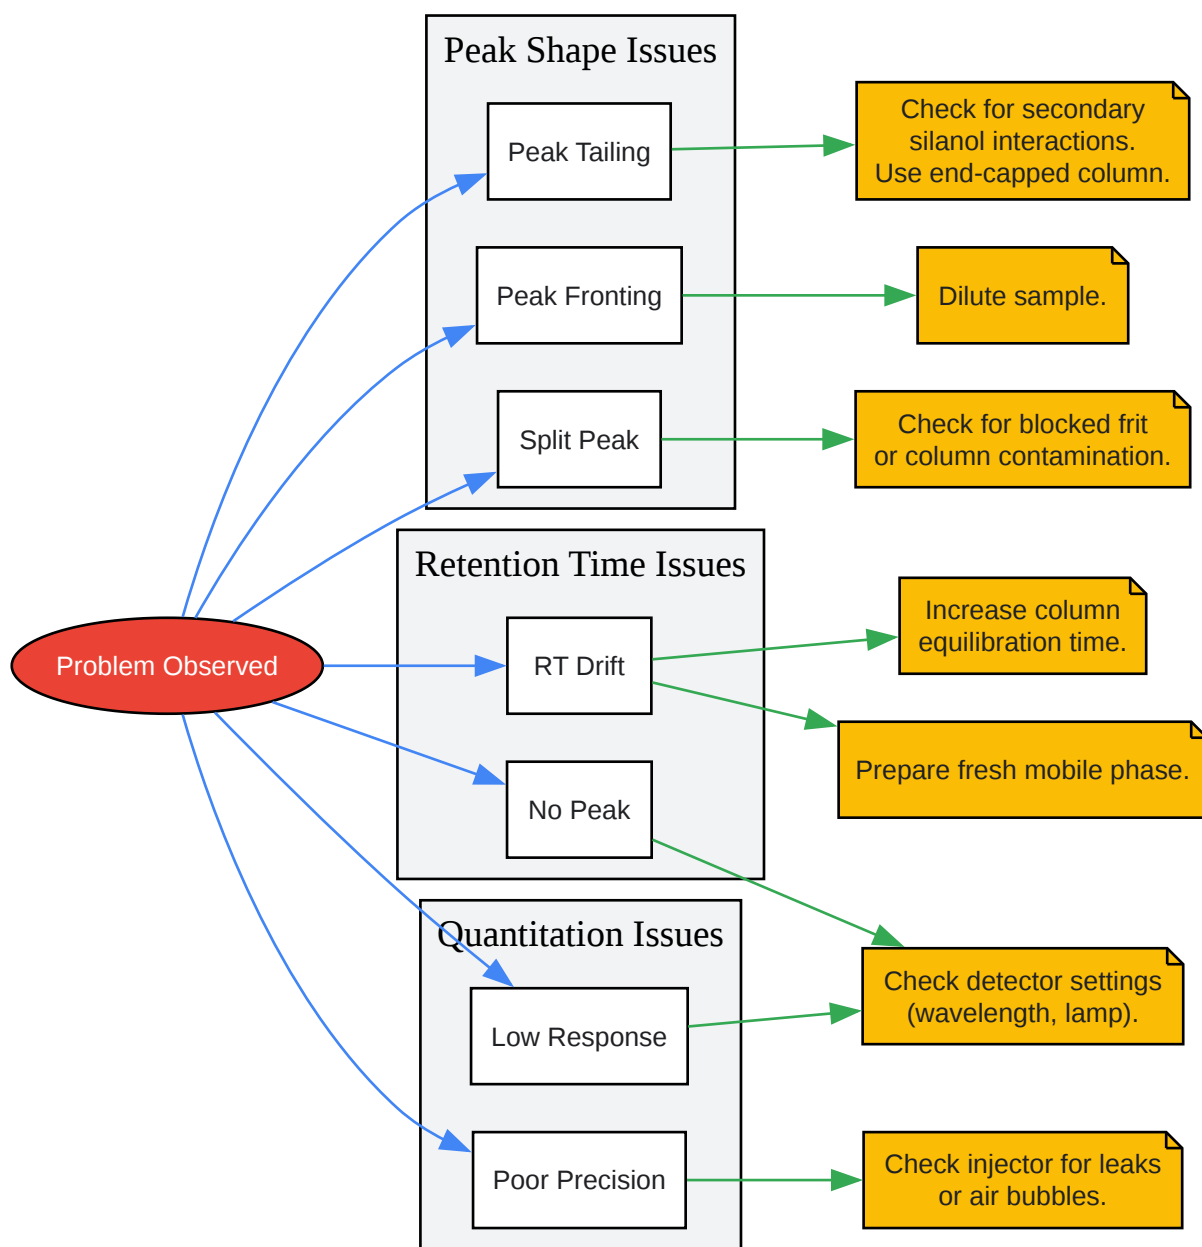 Peak Shape Issues
Peak Tailing
Check for secondary
silanol interactions.
Use end-capped column.
Peak Fronting
Dilute sample.
Split Peak
Check for blocked frit
or column contamination.
Retention Time Issues
Problem Observed
RT Drift
Increase column
equilibration time.
Prepare fresh mobile phase.
No Peak
Quantitation Issues
Low Response
Check detector settings
(wavelength, lamp).
Poor Precision
Check injector for leaks
or air bubbles.